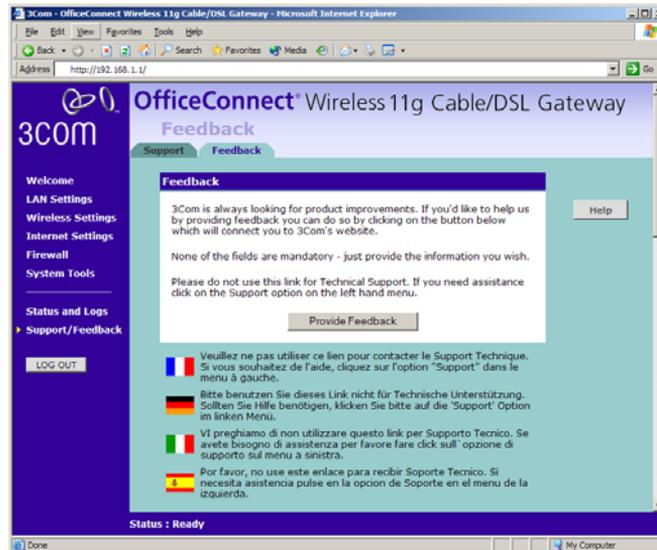 3Com - OfficeConnect Wireless 11g Cable/DSL Gateway - Microsoft Internet Explorer
File Edit View Favorites Tools Help
Back Search Favorites Media
Address http://192.168.1.1/ Go
3COM
OfficeConnect® Wireless 11g Cable/DSL Gateway
Feedback
Support Feedback
Welcome
LAN Settings
Wireless Settings
Internet Settings
Firewall
System Tools
Status and Logs
Support/Feedback
LOG OUT
Feedback
3Com is always looking for product improvements. If you'd like to help us
by providing feedback you can do so by clicking on the button below
which will connect you to 3Com's website.
None of the fields are mandatory - just provide the information you wish.
Please do not use this link for Technical Support. If you need assistance
click on the Support option on the left hand menu.
Provide Feedback
Help
Veuillez ne pas utiliser ce lien pour contacter le Support Technique.
Si vous souhaitez de l'aide, cliquez sur l'option "Support" dans le
menu à gauche.
Bitte benutzen Sie dieses Link nicht für Technische Unterstützung.
Sollten Sie Hilfe benötigen, klicken Sie bitte auf die 'Support' Option
im linken Menü.
VI preghiamo di non utilizzare questo link per Supporto Tecnico. Se
avete bisogno di assistenza per favore fare click sull`opzione di
supporto sul menu a sinistra.
Por favor, no use este enlace para recibir Soporte Tecnico. Si
necesita asistencia pulse en la opcion de Soporte en el menu de la
izquierda.
Status : Ready
Done My Computer